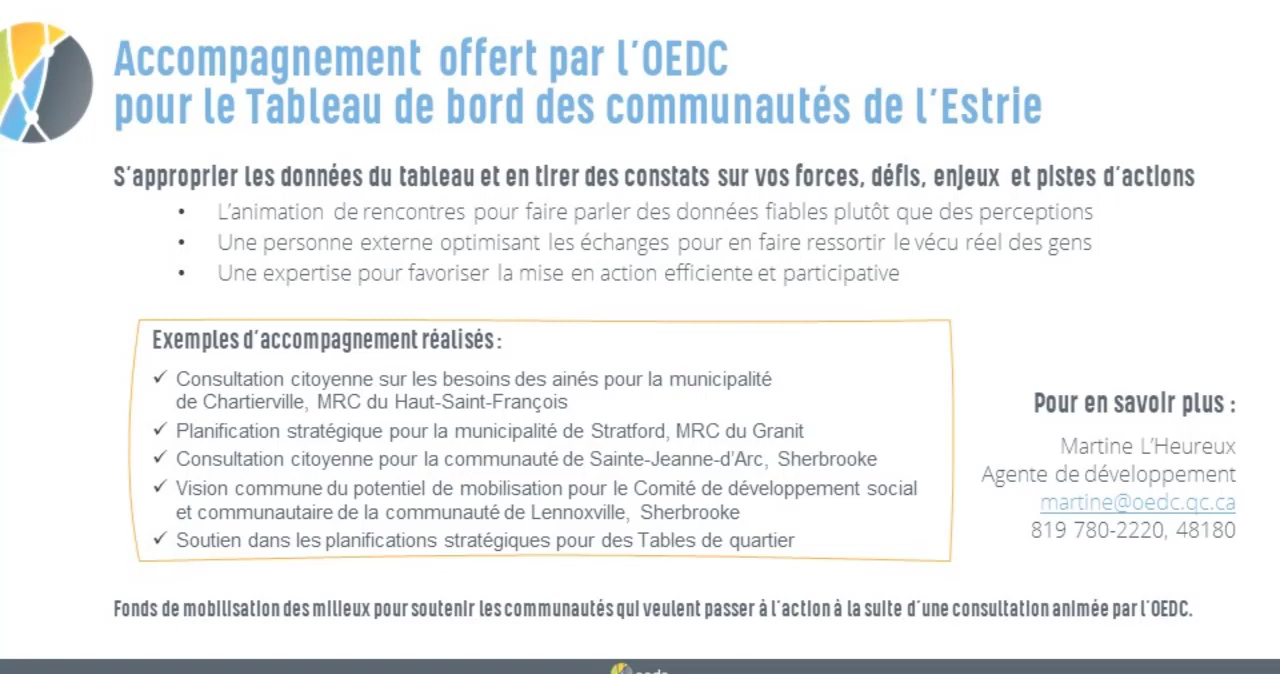 Accompagnement offert par l'OEDC
pour le Tableau de bord des communautés de l'Estrie
S'approprier les données du tableau et en tirer des constats sur vos forces, défis, enjeux et pistes d'actions
• L'animation de rencontres pour faire parler des données fiables plutôt que des perceptions
• Une personne externe optimisant les échanges pour en faire ressortir le vécu réel des gens
• Une expertise pour favoriser la mise en action efficiente et participative
Exemples d'accompagnement réalisés :
✓ Consultation citoyenne sur les besoins des ainés pour la municipalité
de Chartierville, MRC du Haut-Saint-François
✓ Planification stratégique pour la municipalité de Stratford, MRC du Granit
✓ Consultation citoyenne pour la communauté de Sainte-Jeanne-d'Arc, Sherbrooke
✓ Vision commune du potentiel de mobilisation pour le Comité de développement social
et communautaire de la communauté de Lennoxville, Sherbrooke
✓ Soutien dans les planifications stratégiques pour des Tables de quartier
Pour en savoir plus :
Martine L'Heureux
Agente de développement
martine@oedc.qc.ca
819 780-2220, 48180
Fonds de mobilisation des milieux pour soutenir les communautés qui veulent passer à l'action à la suite d'une consultation animée par l'OEDC.